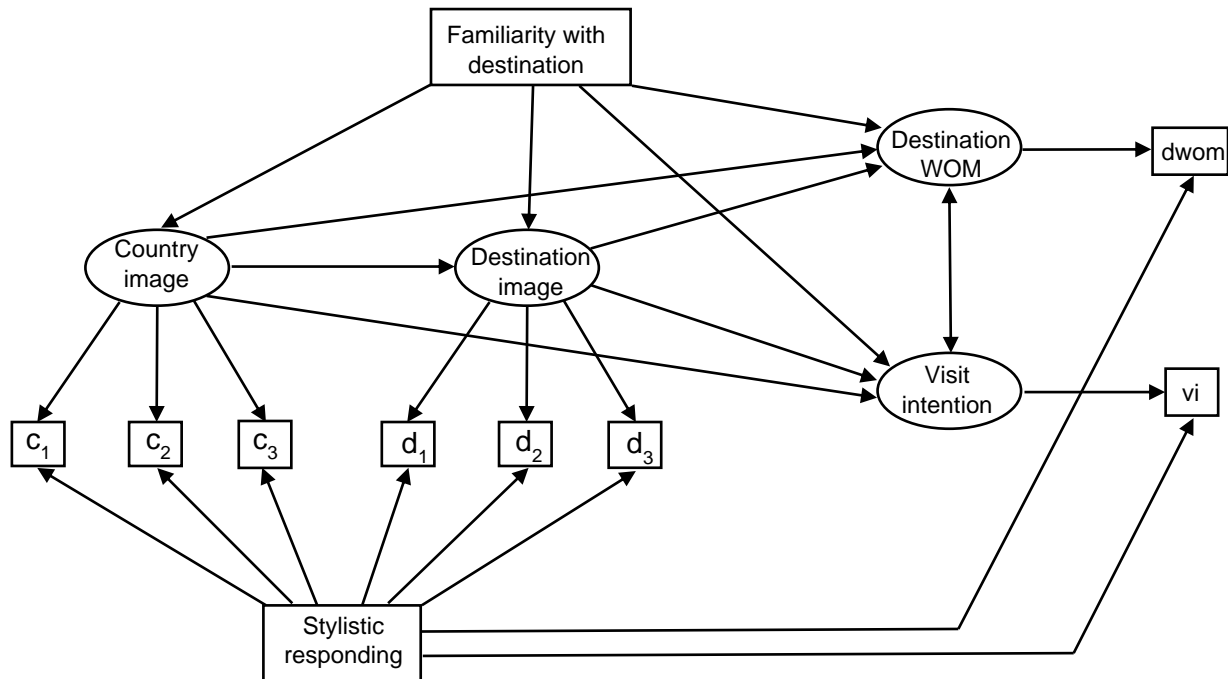 Familiarity with
destination
Destination
WOM
dwom
Country
image
Destination
image
Visit
intention
vi
c₁
c₂
c₃
d₁
d₂
d₃
Stylistic
responding